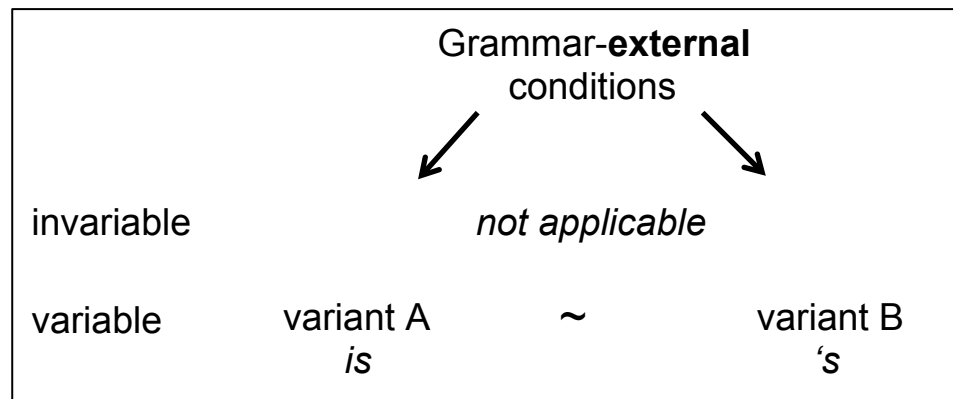 Grammar-external
conditions
invariable not applicable
variable variant A ~ variant B
is ‘s